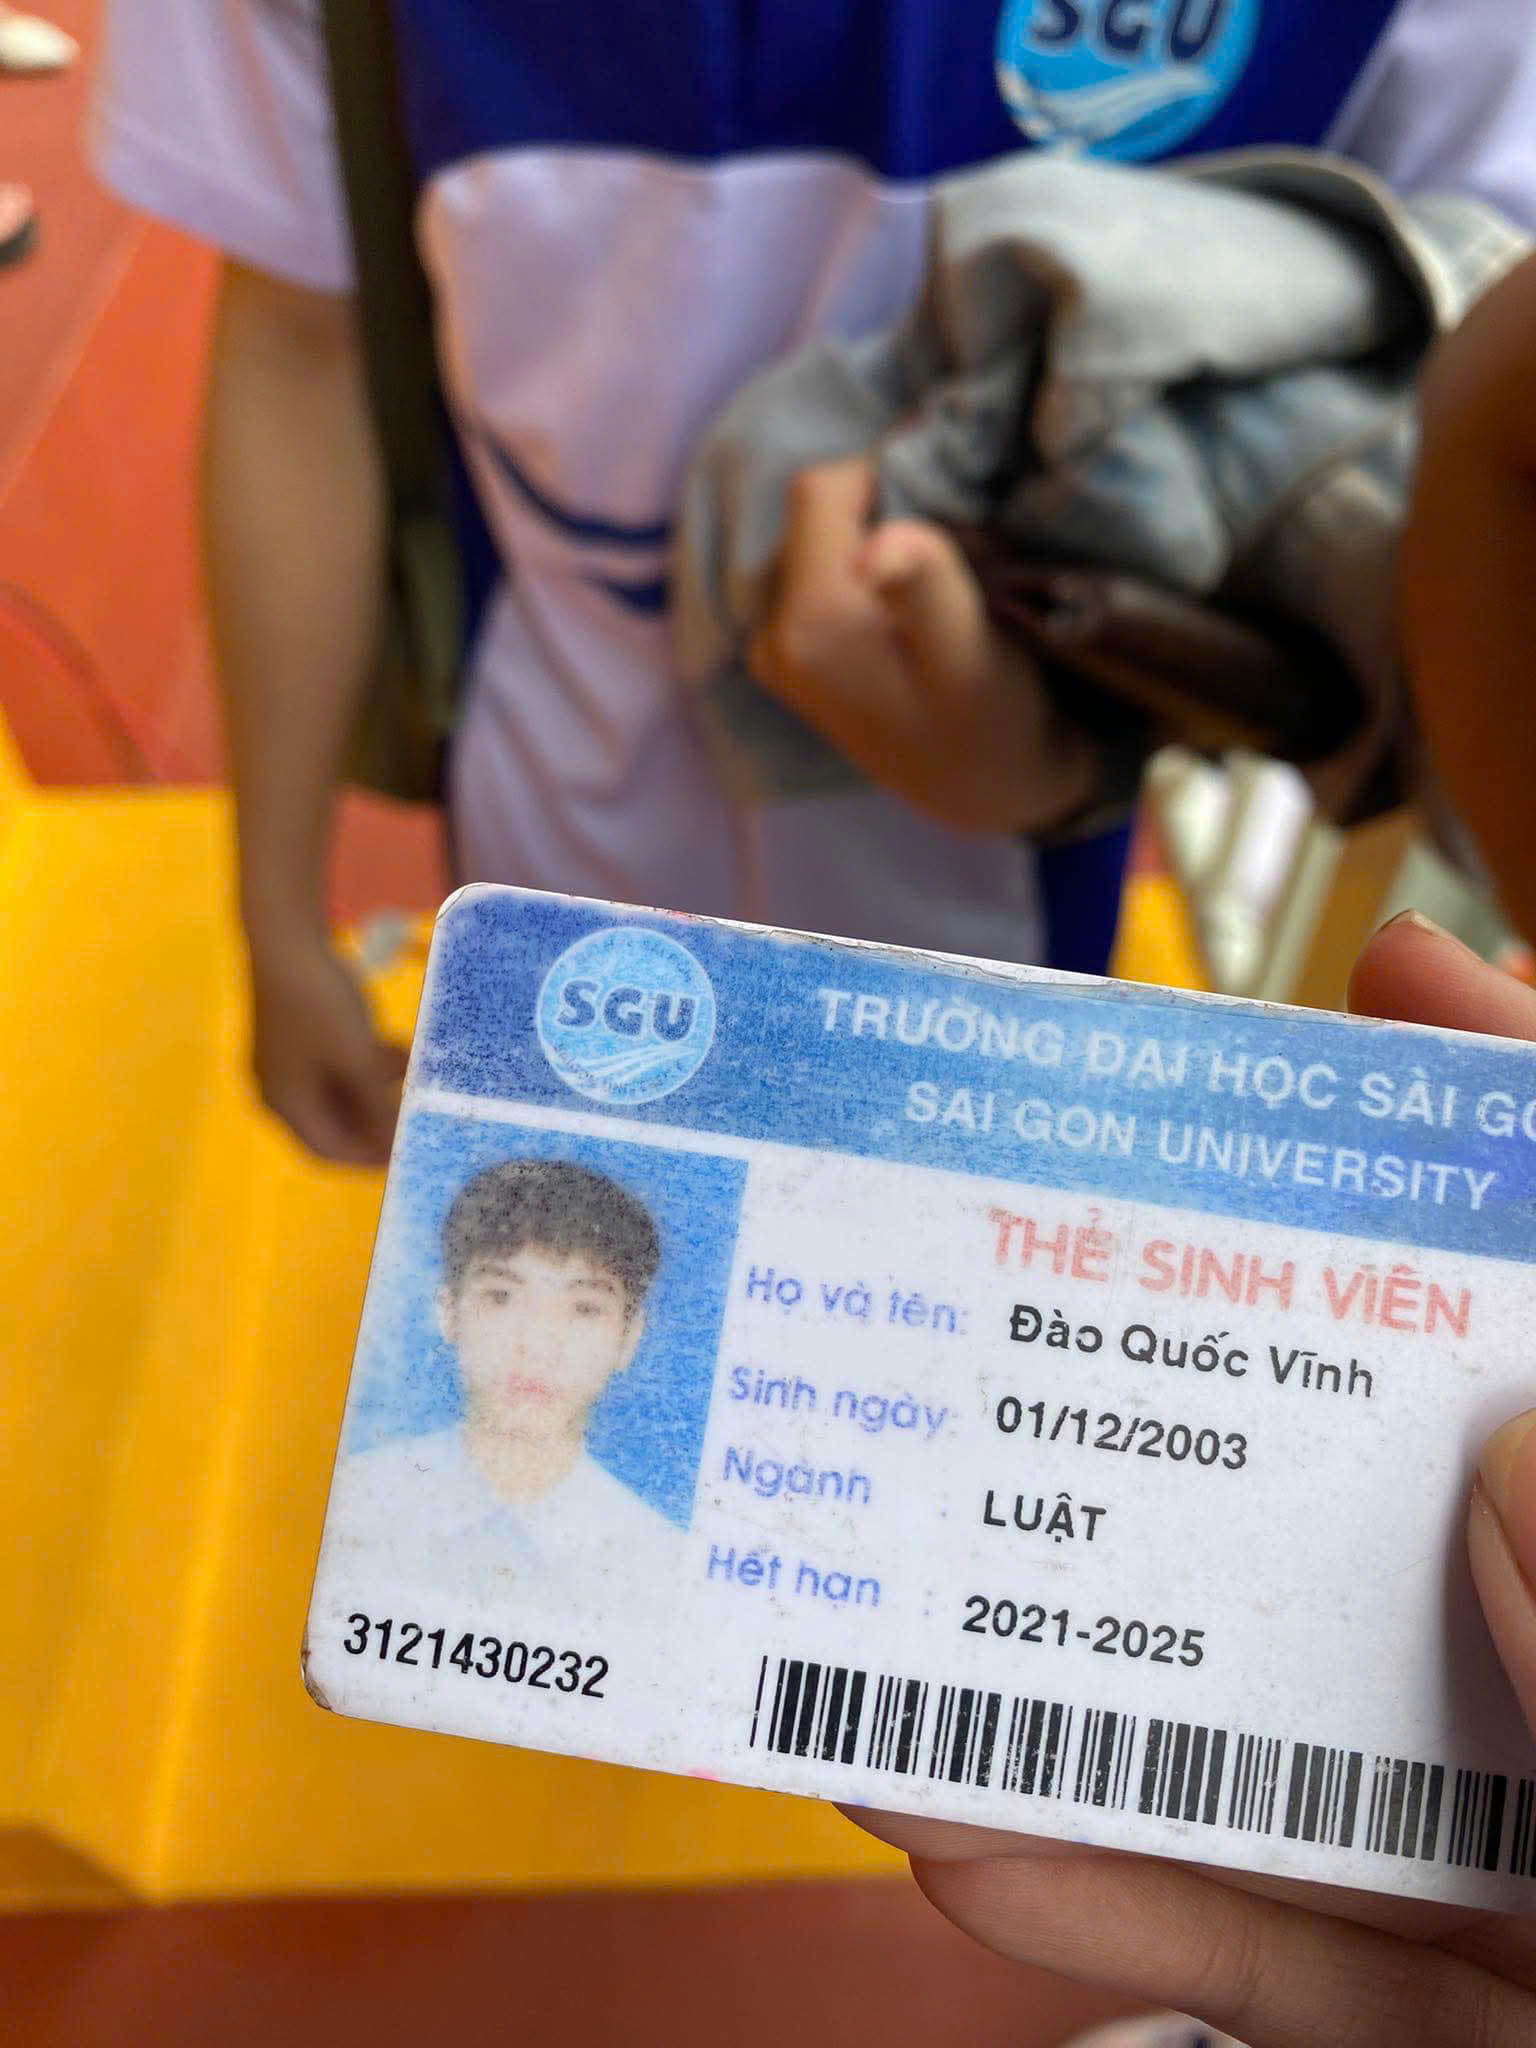 SGU
SGU
TRƯỜNG ĐẠI HỌC SÀI
SAI GON UNIVERSITY
THẺ SINH VIÊN
Họ và tên: Đào Quốc Vĩnh
Sinh ngày: 01/12/2003
Ngành : LUẬT
Hết hạn : 2021-2025
3121430232